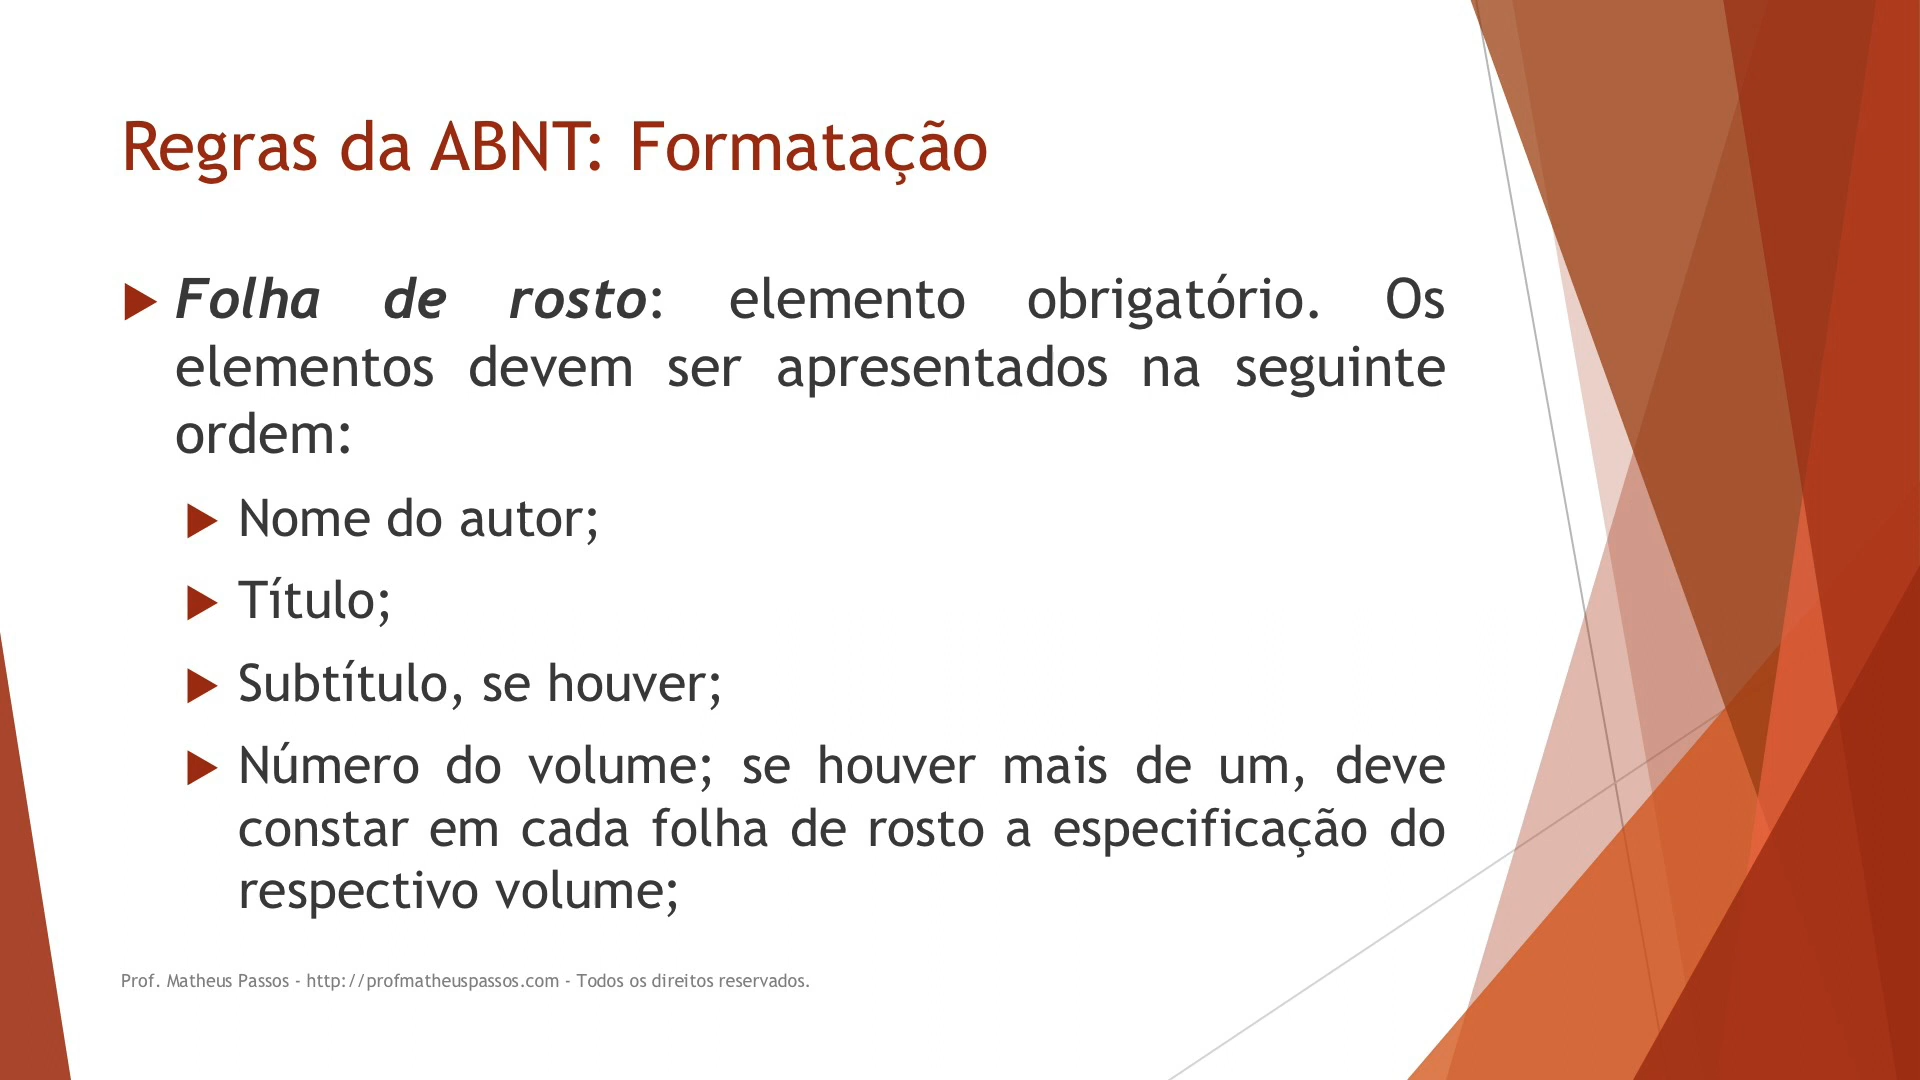 Regras da ABNT: Formatação
Folha de rosto: elemento obrigatório. Os
elementos devem ser apresentados na seguinte
ordem:
Nome do autor;
Título;
Subtítulo, se houver;
Número do volume; se houver mais de um, deve
constar em cada folha de rosto a especificação do
respectivo volume;
Prof. Matheus Passos - http://profmatheuspassos.com - Todos os direitos reservados.